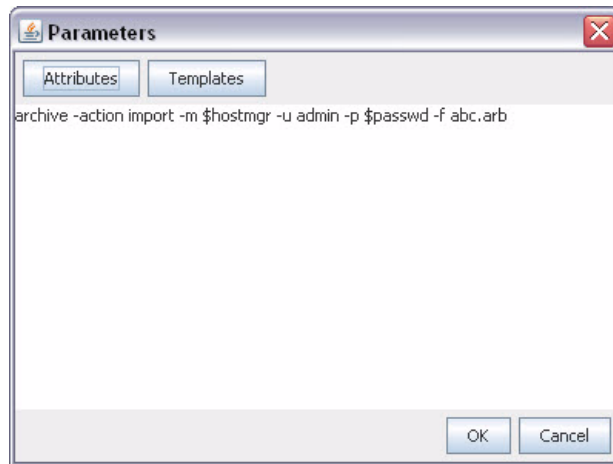 Parameters
Attributes Templates
archive -action import -m $hostmgr -u admin -p $passwd -f abc.arb
OK Cancel